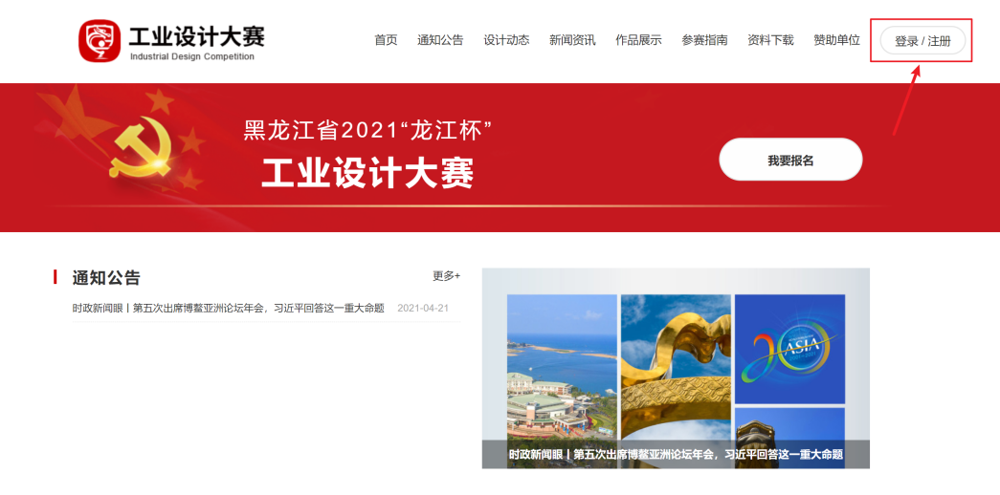 工业设计大赛
Industrial Design Competition
首页 通知公告 设计动态 新闻资讯 作品展示 参赛指南 资料下载 赞助单位 登录 / 注册
黑龙江省2021“龙江杯”
工业设计大赛
我要报名
通知公告 更多+
时政新闻眼丨第五次出席博鳌亚洲论坛年会，习近平回答这一重大命题 2021-04-21
ASIA
时政新闻眼丨第五次出席博鳌亚洲论坛年会，习近平回答这一重大命题